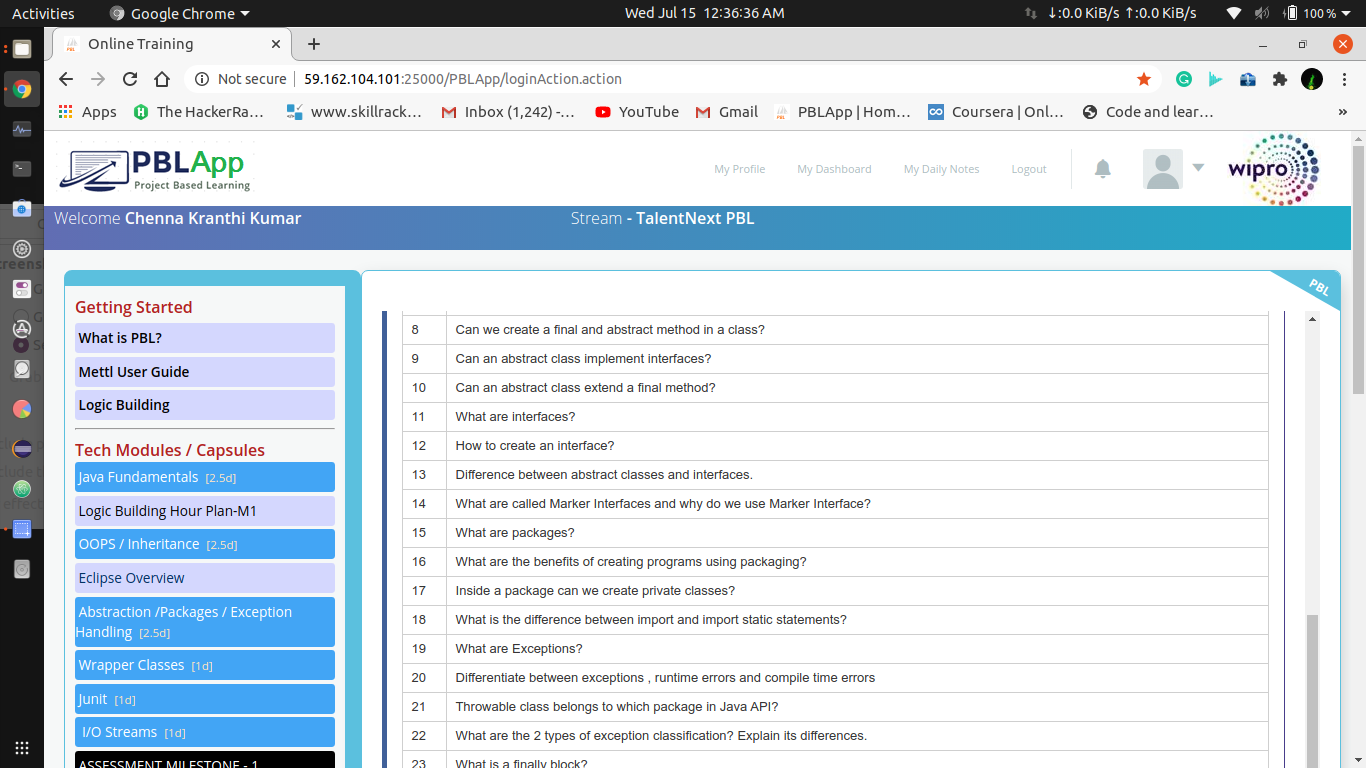 Activities Google Chrome Wed Jul 15 12:36:36 AM ↓:0.0 KiB/s ↑:0.0 KiB/s 100 %
Online Training
Not secure 59.162.104.101:25000/PBLApp/loginAction.action
Apps The HackerRa... www.skillrack... Inbox (1,242) -... YouTube Gmail PBLApp | Hom... Coursera | Onl... Code and lear... »
PBLApp
Project Based Learning
My Profile My Dashboard My Daily Notes Logout
wipro
Welcome Chenna Kranthi Kumar Stream - TalentNext PBL
PBL
Getting Started
What is PBL?
Mettl User Guide
Logic Building
Tech Modules / Capsules
Java Fundamentals [2.5d]
Logic Building Hour Plan-M1
OOPS / Inheritance [2.5d]
Eclipse Overview
Abstraction /Packages / Exception
Handling [2.5d]
Wrapper Classes [1d]
Junit [1d]
I/O Streams [1d]
ASSESSMENT MILESTONE - 1
8 Can we create a final and abstract method in a class?
9 Can an abstract class implement interfaces?
10 Can an abstract class extend a final method?
11 What are interfaces?
12 How to create an interface?
13 Difference between abstract classes and interfaces.
14 What are called Marker Interfaces and why do we use Marker Interface?
15 What are packages?
16 What are the benefits of creating programs using packaging?
17 Inside a package can we create private classes?
18 What is the difference between import and import static statements?
19 What are Exceptions?
20 Differentiate between exceptions , runtime errors and compile time errors
21 Throwable class belongs to which package in Java API?
22 What are the 2 types of exception classification? Explain its differences.
23 What is a finally block?